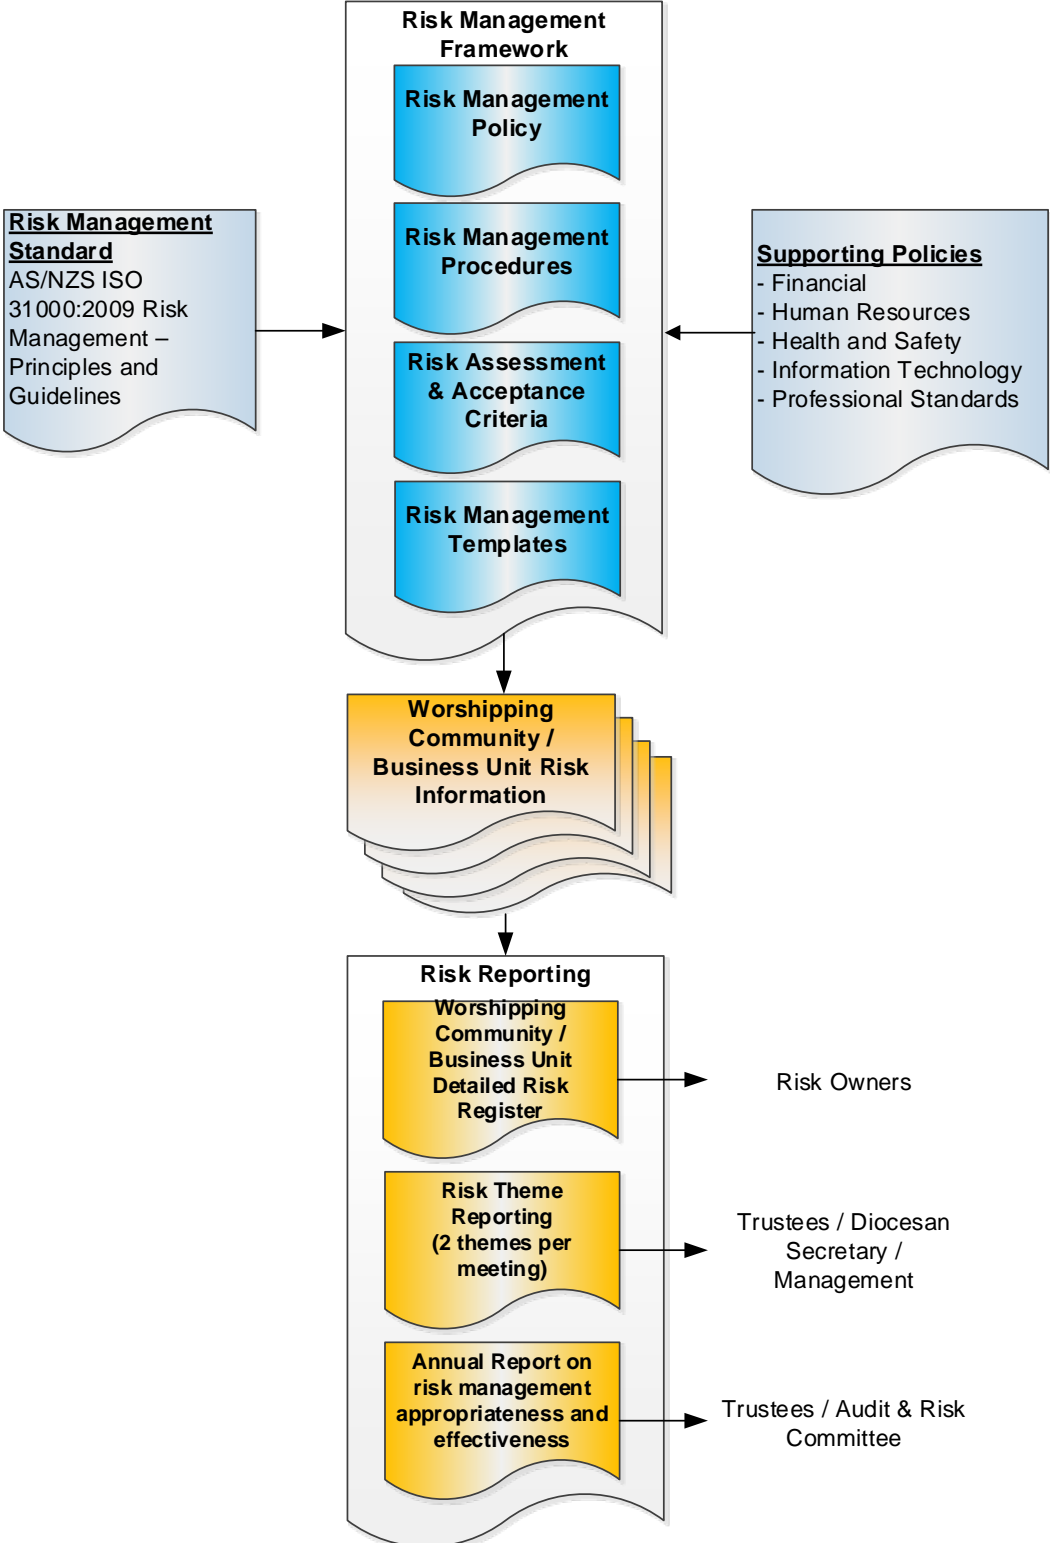 Risk Management
Framework
Risk Management
Policy
Risk Management
Procedures
Risk Assessment
& Acceptance
Criteria
Risk Management
Templates
Risk Management
Standard
AS/NZS ISO
31000:2009 Risk
Management –
Principles and
Guidelines
Supporting Policies
- Financial
- Human Resources
- Health and Safety
- Information Technology
- Professional Standards
Worshipping
Community /
Business Unit Risk
Information
Risk Reporting
Worshipping
Community /
Business Unit
Detailed Risk
Register
Risk Owners
Risk Theme
Reporting
(2 themes per
meeting)
Trustees / Diocesan
Secretary /
Management
Annual Report on
risk management
appropriateness and
effectiveness
Trustees / Audit & Risk
Committee